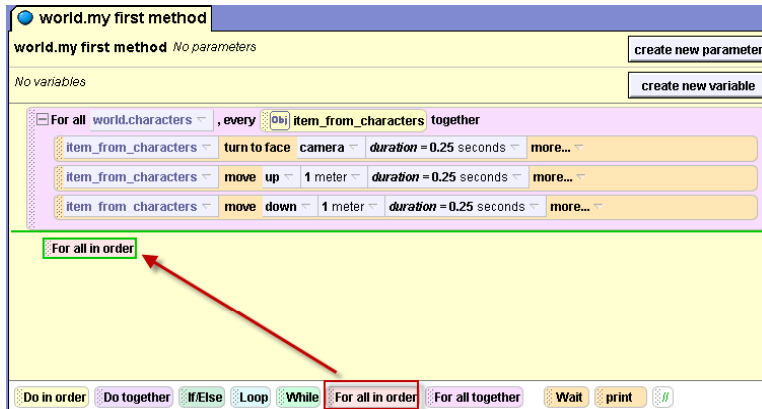 world.my first method
world.my first method No parameters create new parameter
No variables create new variable
For all world.characters , every Obj item_from_characters together
item_from_characters turn to face camera duration = 0.25 seconds more...
item_from_characters move up 1 meter duration = 0.25 seconds more...
item_from_characters move down 1 meter duration = 0.25 seconds more...
For all in order
Do in order Do together If/Else Loop While For all in order For all together Wait print //